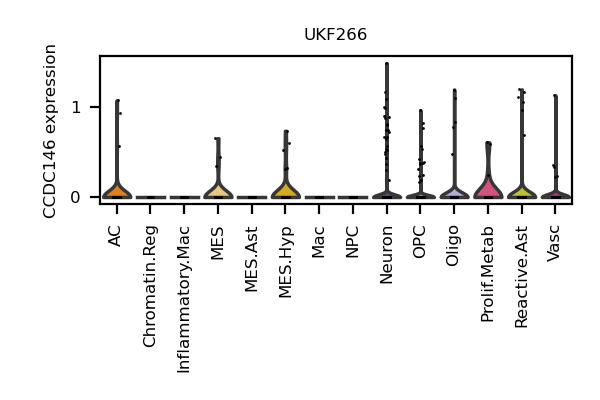 UKF266
CCDC146 expression
1
0
AC
Chromatin.Reg
Inflammatory.Mac
MES
MES.Ast
MES.Hyp
Mac
NPC
Neuron
OPC
Oligo
Prolif.Metab
Reactive.Ast
Vasc